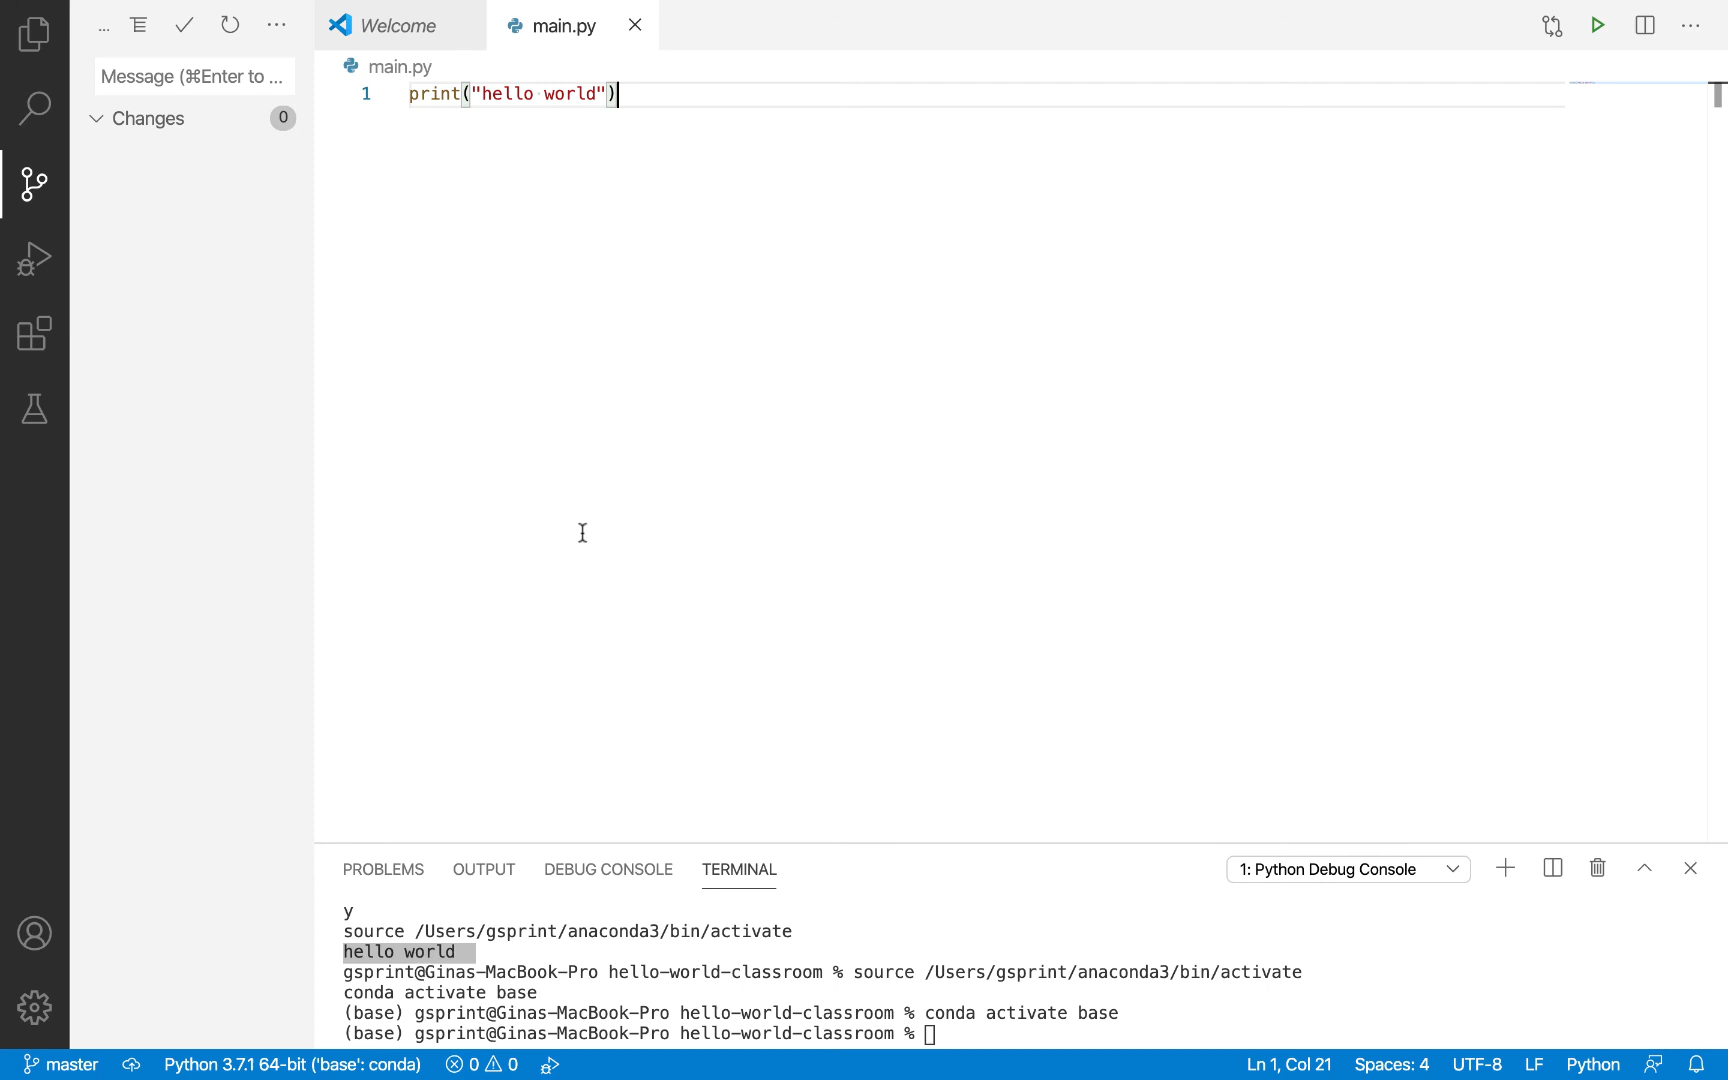 Welcome
main.py
Message (⌘Enter to ...
main.py
Changes 0
1 print("hello world")
PROBLEMS OUTPUT DEBUG CONSOLE TERMINAL 1: Python Debug Console
y
source /Users/gsprint/anaconda3/bin/activate
hello world
gsprint@Ginas-MacBook-Pro hello-world-classroom % source /Users/gsprint/anaconda3/bin/activate
conda activate base
(base) gsprint@Ginas-MacBook-Pro hello-world-classroom % conda activate base
(base) gsprint@Ginas-MacBook-Pro hello-world-classroom %
master Python 3.7.1 64-bit ('base': conda) 0 0 Ln 1, Col 21 Spaces: 4 UTF-8 LF Python